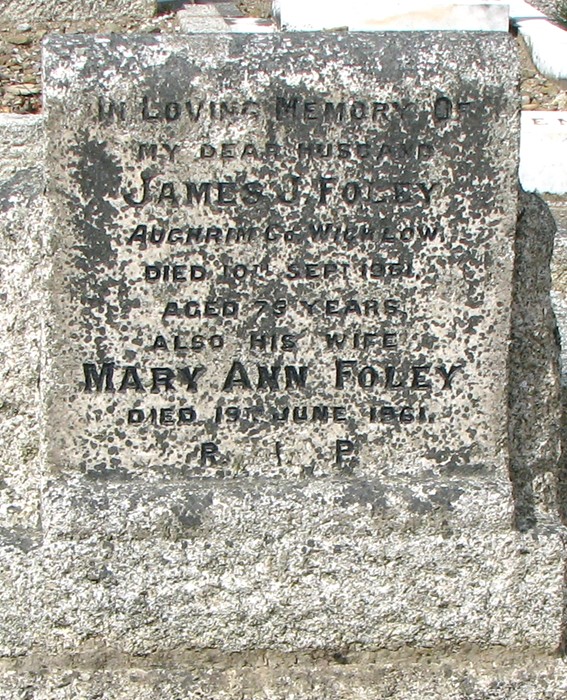 IN LOVING MEMORY OF
MY DEAR HUSBAND
JAMES J. FOLEY
AUGHRIM CO WICKLOW.
DIED 10TH SEPT
AGED 79 YEARS
ALSO HIS WIFE
MARY ANN FOLEY
DIED 19TH JUNE 1961.
R. I. P.